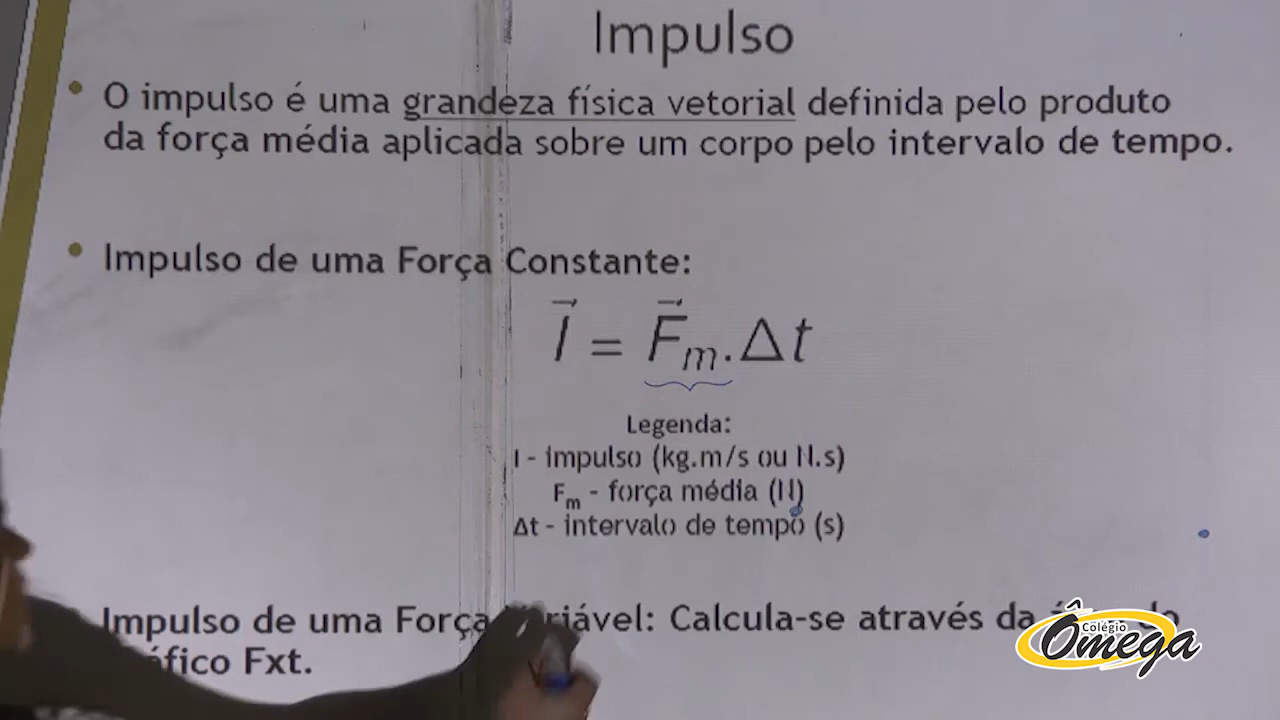 Impulso
• O impulso é uma grandeza física vetorial definida pelo produto
da força média aplicada sobre um corpo pelo intervalo de tempo.
• Impulso de uma Força Constante:
I⃗ = F⃗m.Δt
Legenda:
I - impulso (kg.m/s ou N.s)
Fm - força média (N)
Δt - intervalo de tempo (s)
Impulso de uma Força Calcula-se através da
Fxt.
Colégio
Ômega